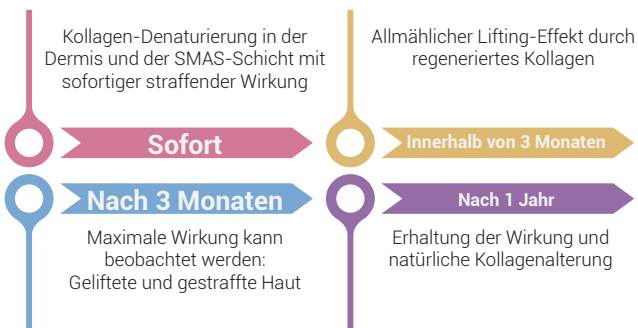 Kollagen-Denaturierung in der
Dermis und der SMAS-Schicht mit
sofortiger straffender Wirkung
Sofort
Allmählicher Lifting-Effekt durch
regeneriertes Kollagen
Innerhalb von 3 Monaten
Nach 3 Monaten
Maximale Wirkung kann
beobachtet werden:
Geliftete und gestraffte Haut
Nach 1 Jahr
Erhaltung der Wirkung und
natürliche Kollagenalterung